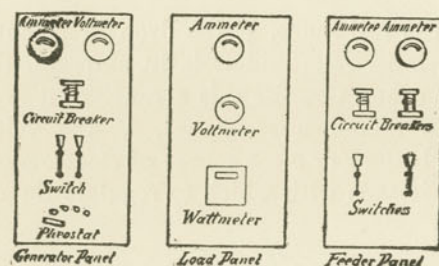 Ammeter Voltmeter
Circuit Breaker
Switch
Phrostat
Generator Panel
Ammeter
Voltmeter
Wattmeter
Load Panel
Ammeter Ammeter
Circuit Breakers
Switches
Feeder Panel